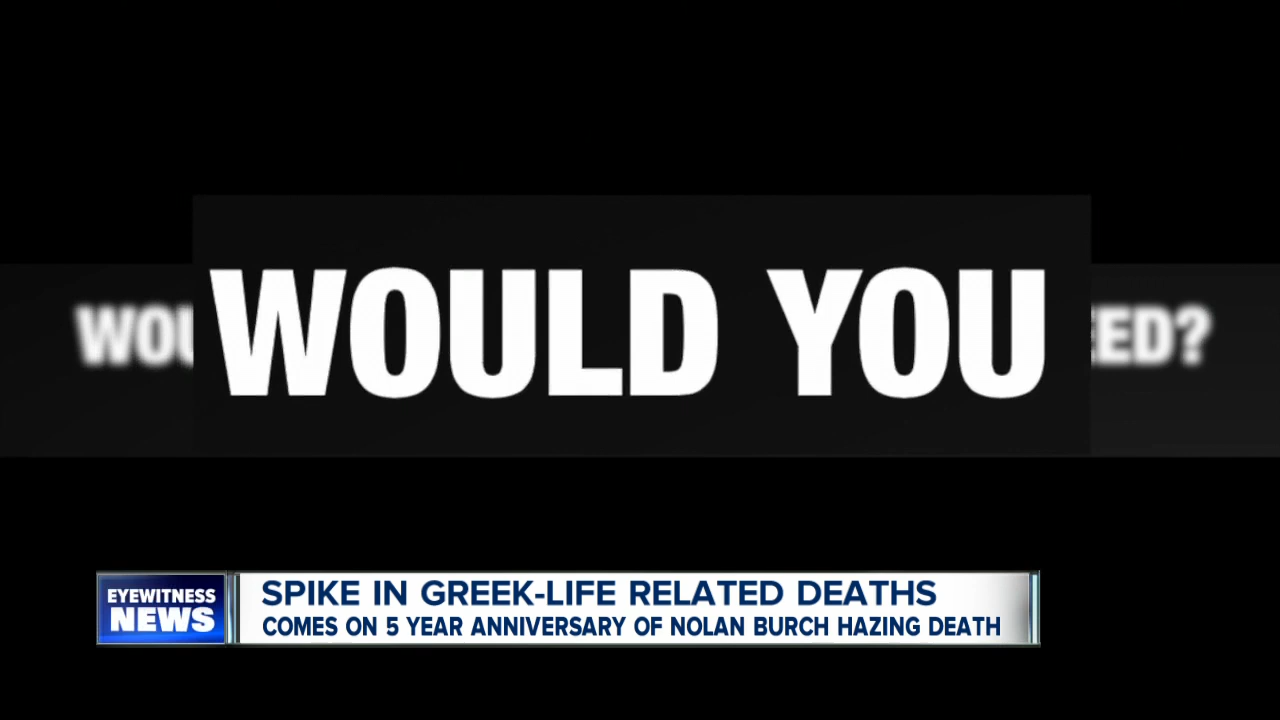 WOULD YOU
EYEWITNESS
NEWS
SPIKE IN GREEK-LIFE RELATED DEATHS
COMES ON 5 YEAR ANNIVERSARY OF NOLAN BURCH HAZING DEATH